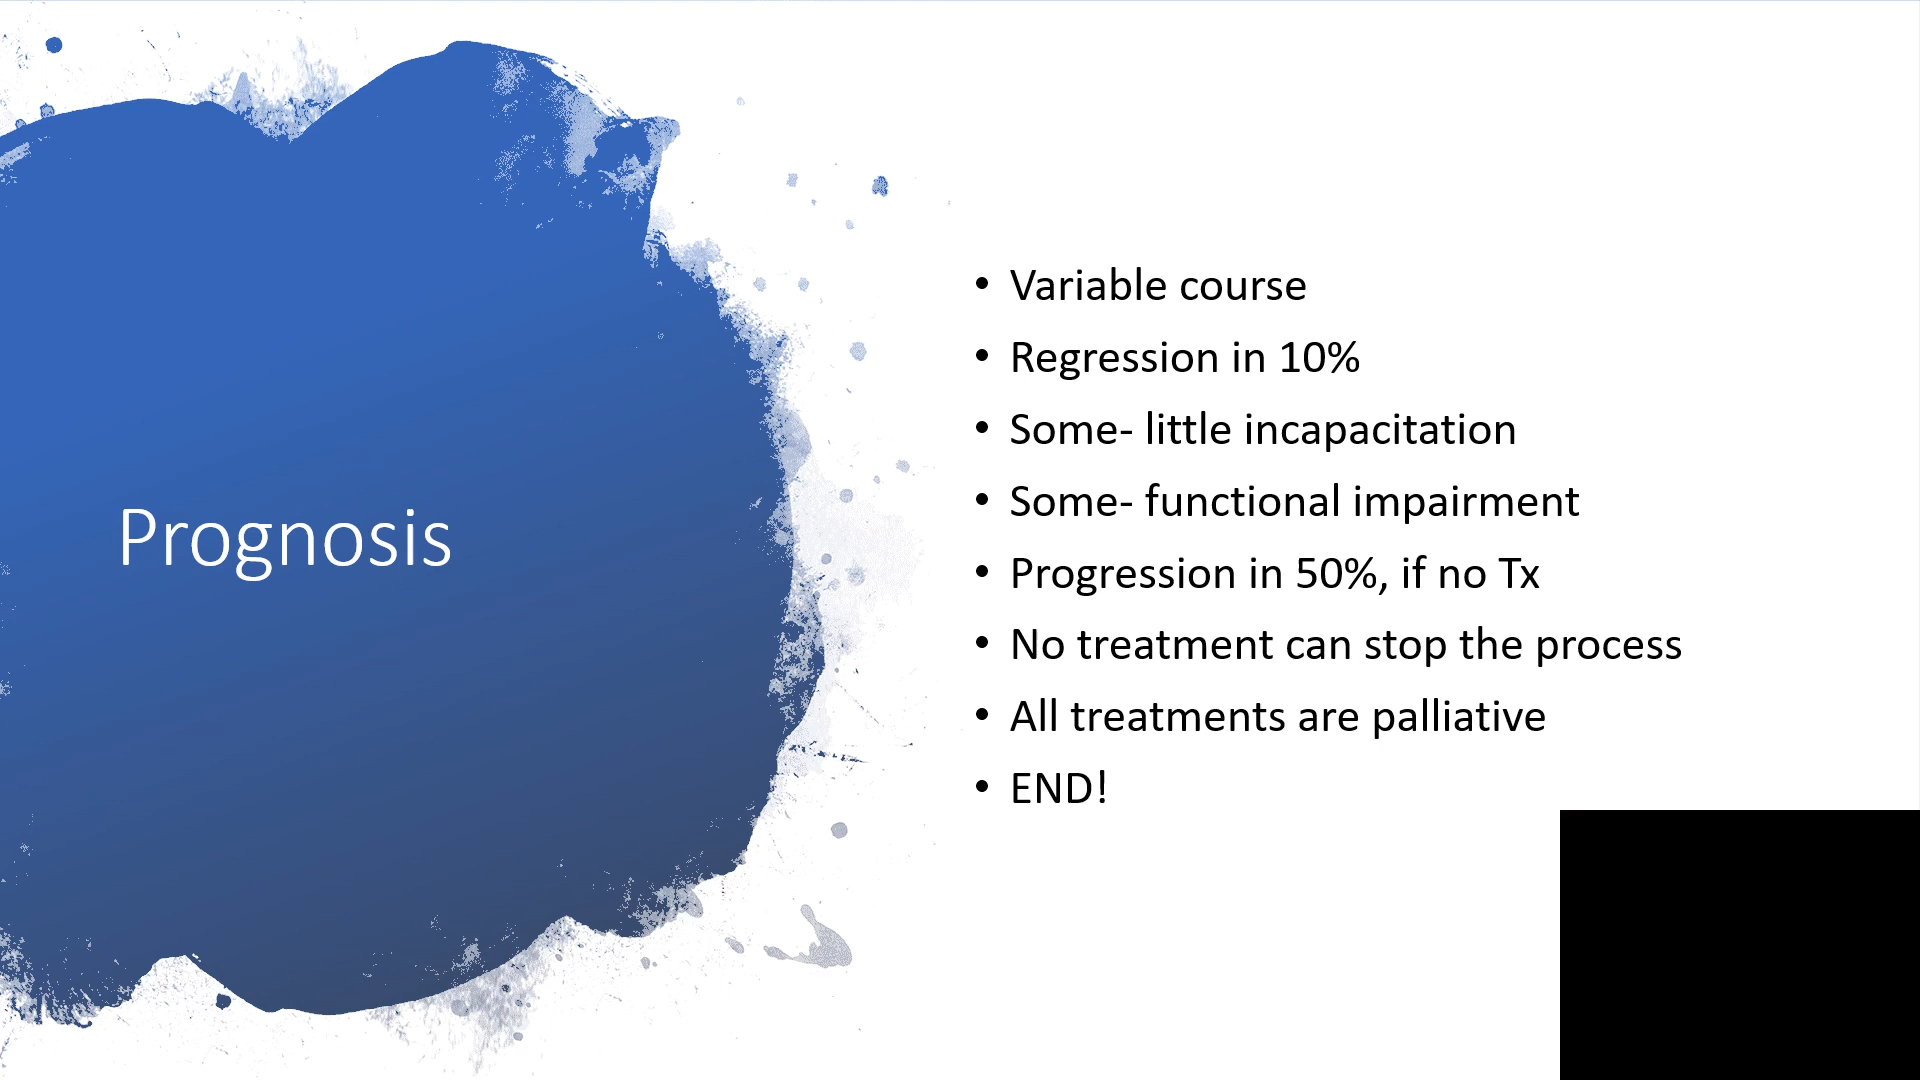 Prognosis
• Variable course
• Regression in 10%
• Some- little incapacitation
• Some- functional impairment
• Progression in 50%, if no Tx
• No treatment can stop the process
• All treatments are palliative
• END!